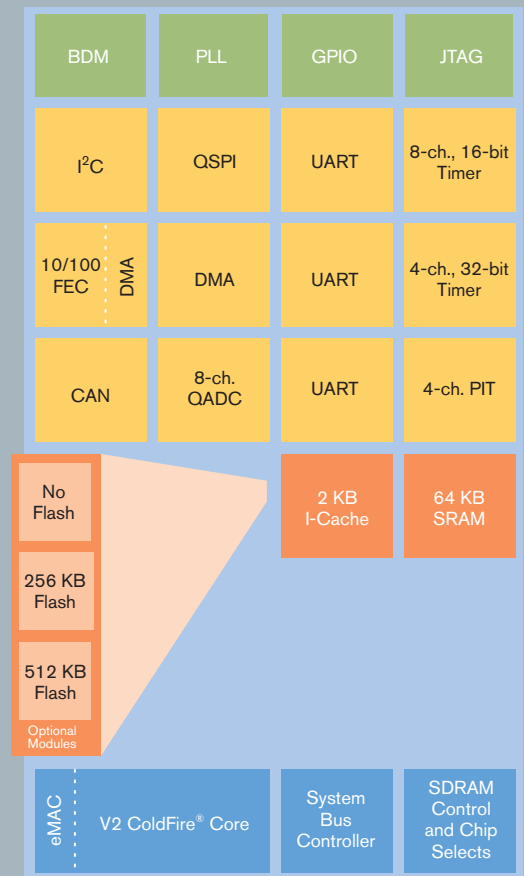 BDM
PLL
GPIO
JTAG
I²C
QSPI
UART
8-ch., 16-bit
Timer
10/100
FEC
DMA
DMA
UART
4-ch., 32-bit
Timer
CAN
8-ch.
QADC
UART
4-ch. PIT
No
Flash
256 KB
Flash
512 KB
Flash
Optional
Modules
2 KB
I-Cache
64 KB
SRAM
eMAC
V2 ColdFire® Core
System
Bus
Controller
SDRAM
Control
and Chip
Selects